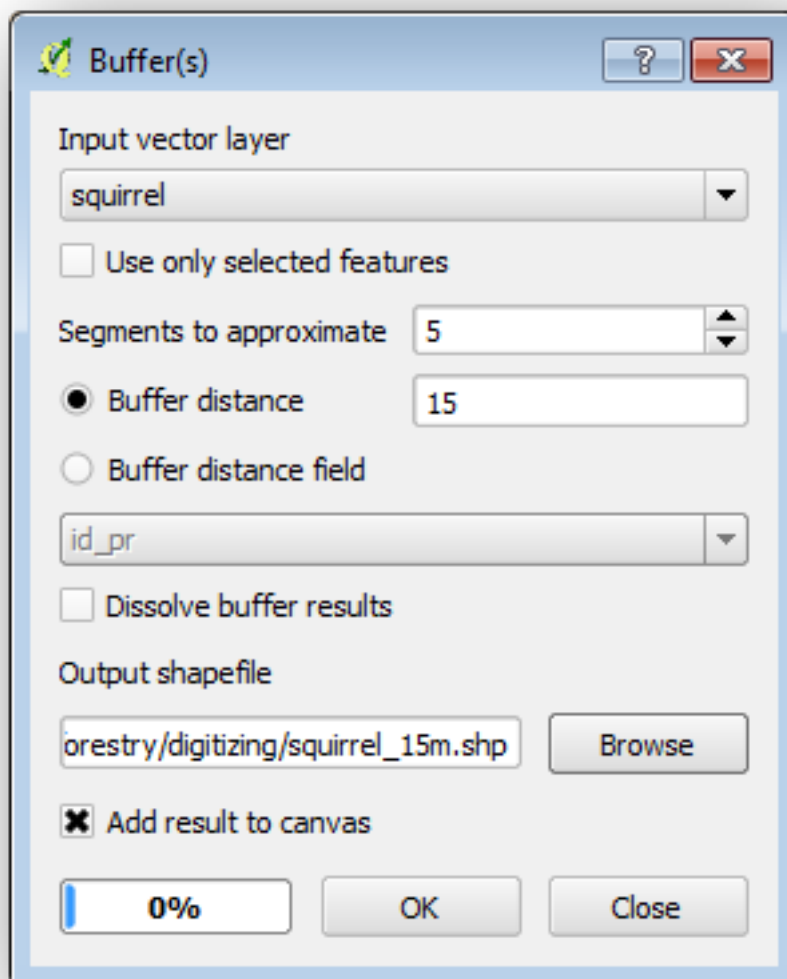 Buffer(s)
Input vector layer
squirrel
Use only selected features
Segments to approximate 5
Buffer distance 15
Buffer distance field
id_pr
Dissolve buffer results
Output shapefile
orestry/digitizing/squirrel_15m.shp Browse
Add result to canvas
0% OK Close